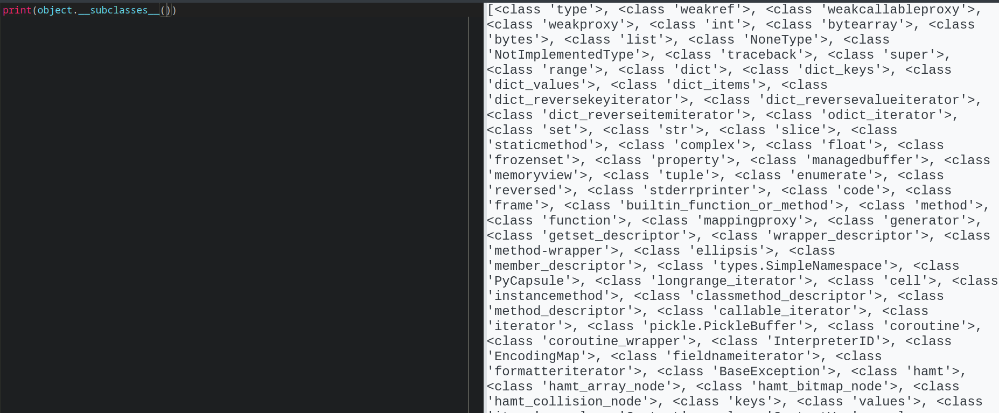 print(object.__subclasses__())
[<class 'type'>, <class 'weakref'>, <class 'weakcallableproxy'>,
<class 'weakproxy'>, <class 'int'>, <class 'bytearray'>, <class
'bytes'>, <class 'list'>, <class 'NoneType'>, <class
'NotImplementedType'>, <class 'traceback'>, <class 'super'>,
<class 'range'>, <class 'dict'>, <class 'dict_keys'>, <class
'dict_values'>, <class 'dict_items'>, <class
'dict_reversekeyiterator'>, <class 'dict_reversevalueiterator'>,
<class 'dict_reverseitemiterator'>, <class 'odict_iterator'>,
<class 'set'>, <class 'str'>, <class 'slice'>, <class
'staticmethod'>, <class 'complex'>, <class 'float'>, <class
'frozenset'>, <class 'property'>, <class 'managedbuffer'>, <class
'memoryview'>, <class 'tuple'>, <class 'enumerate'>, <class
'reversed'>, <class 'stderrprinter'>, <class 'code'>, <class
'frame'>, <class 'builtin_function_or_method'>, <class 'method'>,
<class 'function'>, <class 'mappingproxy'>, <class 'generator'>,
<class 'getset_descriptor'>, <class 'wrapper_descriptor'>, <class
'method-wrapper'>, <class 'ellipsis'>, <class
'member_descriptor'>, <class 'types.SimpleNamespace'>, <class
'PyCapsule'>, <class 'longrange_iterator'>, <class 'cell'>, <class
'instancemethod'>, <class 'classmethod_descriptor'>, <class
'method_descriptor'>, <class 'callable_iterator'>, <class
'iterator'>, <class 'pickle.PickleBuffer'>, <class 'coroutine'>,
<class 'coroutine_wrapper'>, <class 'InterpreterID'>, <class
'EncodingMap'>, <class 'fieldnameiterator'>, <class
'formatteriterator'>, <class 'BaseException'>, <class 'hamt'>,
<class 'hamt_array_node'>, <class 'hamt_bitmap_node'>, <class
'hamt_collision_node'>, <class 'keys'>, <class 'values'>, <class